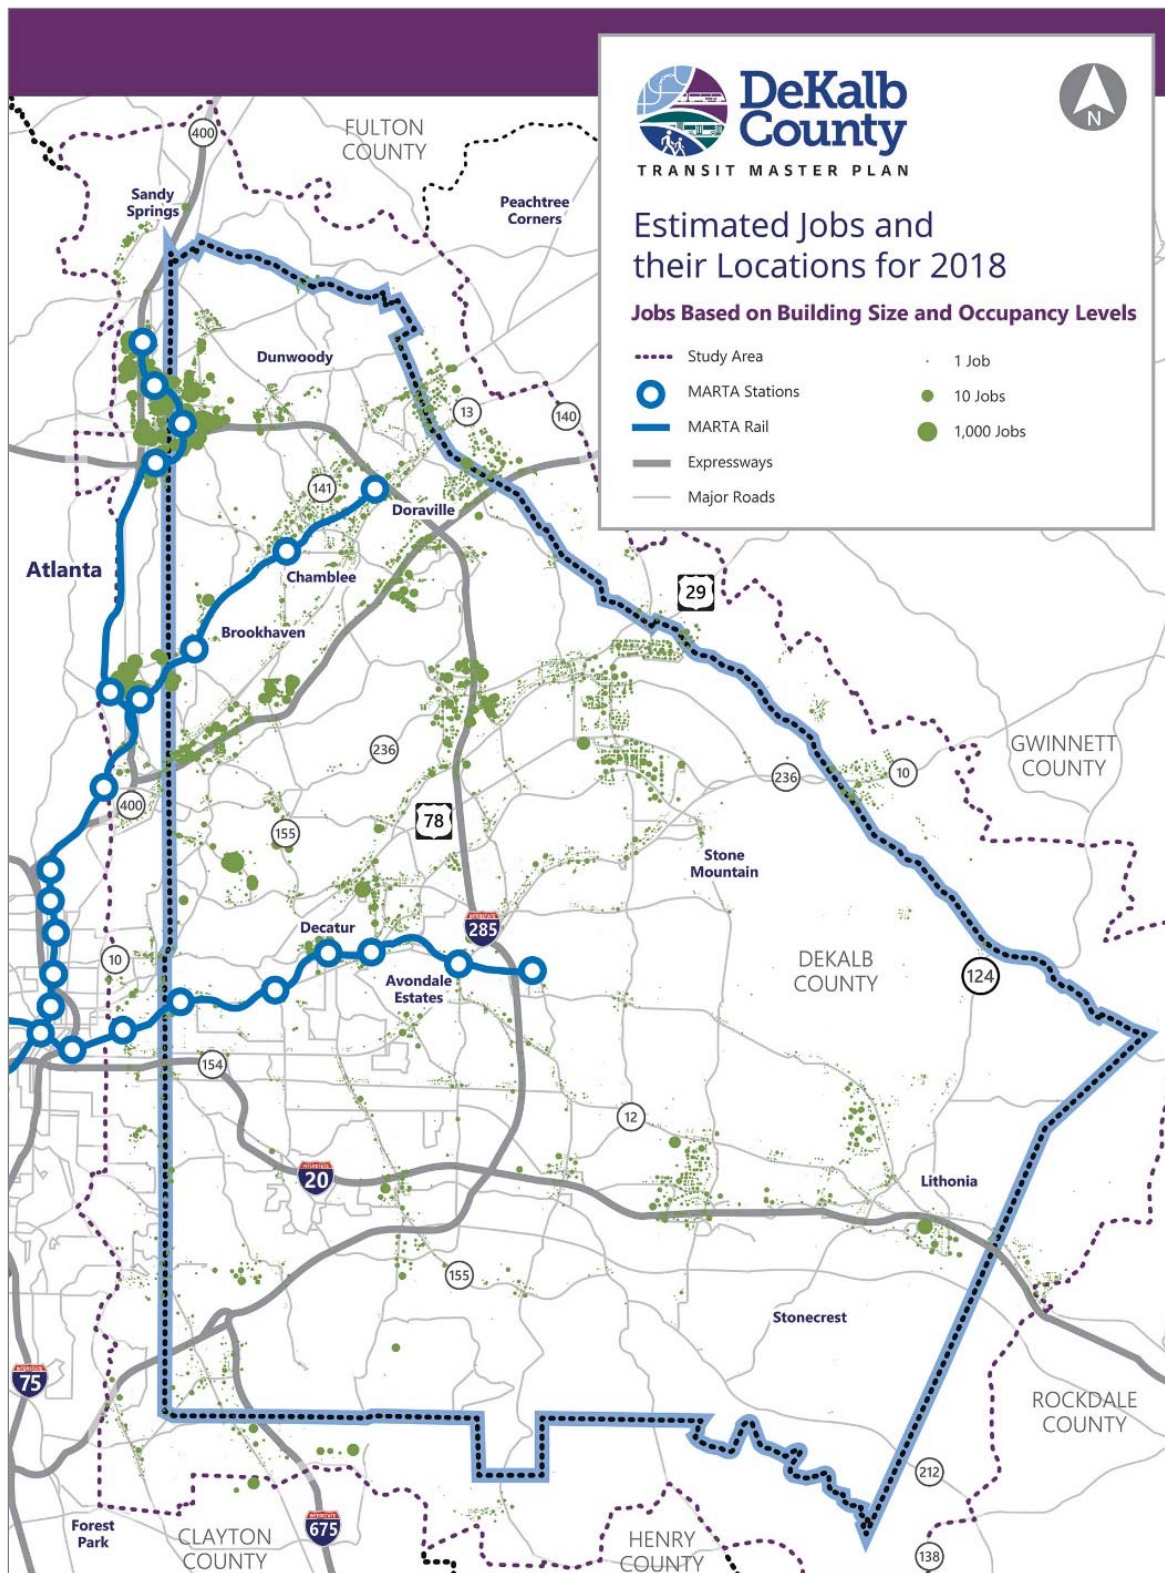 DeKalb
County
TRANSIT MASTER PLAN
N
Estimated Jobs and
their Locations for 2018
Jobs Based on Building Size and Occupancy Levels
Study Area
MARTA Stations
MARTA Rail
Expressways
Major Roads
1 Job
10 Jobs
1,000 Jobs
400
FULTON
COUNTY
Sandy
Springs
Peachtree
Corners
Dunwoody
13
140
141
Doraville
Atlanta
Chamblee
29
Brookhaven
236
GWINNETT
COUNTY
236
10
400
155
78
Stone
Mountain
Decatur
INTERSTATE
285
10
Avondale
Estates
DEKALB
COUNTY
124
154
12
INTERSTATE
20
Lithonia
155
Stonecrest
INTERSTATE
75
ROCKDALE
COUNTY
212
Forest
Park
CLAYTON
COUNTY
INTERSTATE
675
HENRY
COUNTY
138